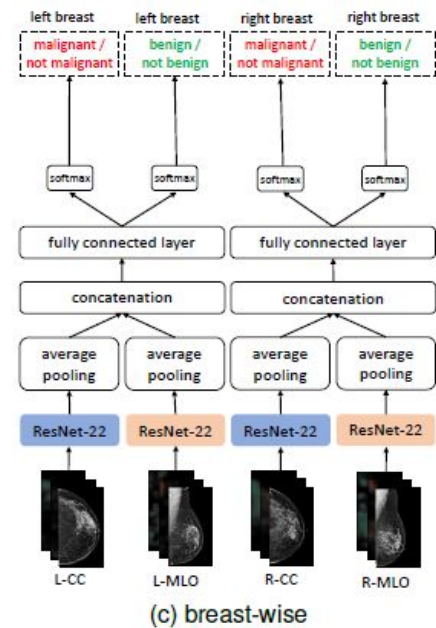 left breast left breast right breast right breast
malignant / benign / malignant / benign /
not malignant not benign not malignant not benign
softmax softmax softmax softmax
fully connected layer fully connected layer
concatenation concatenation
average average average average
pooling pooling pooling pooling
ResNet-22 ResNet-22 ResNet-22 ResNet-22
L-CC L-MLO R-CC R-MLO
(c) breast-wise